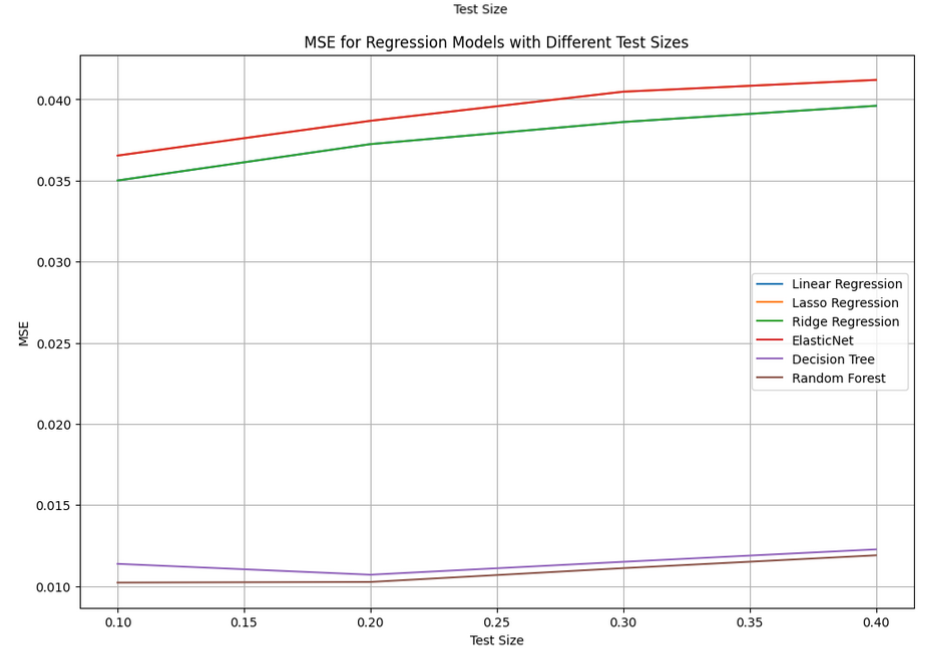 Test Size
MSE for Regression Models with Different Test Sizes
0.040
0.035
0.030
0.025
0.020
0.015
0.010
MSE
Linear Regression
Lasso Regression
Ridge Regression
ElasticNet
Decision Tree
Random Forest
0.10 0.15 0.20 0.25 0.30 0.35 0.40
Test Size